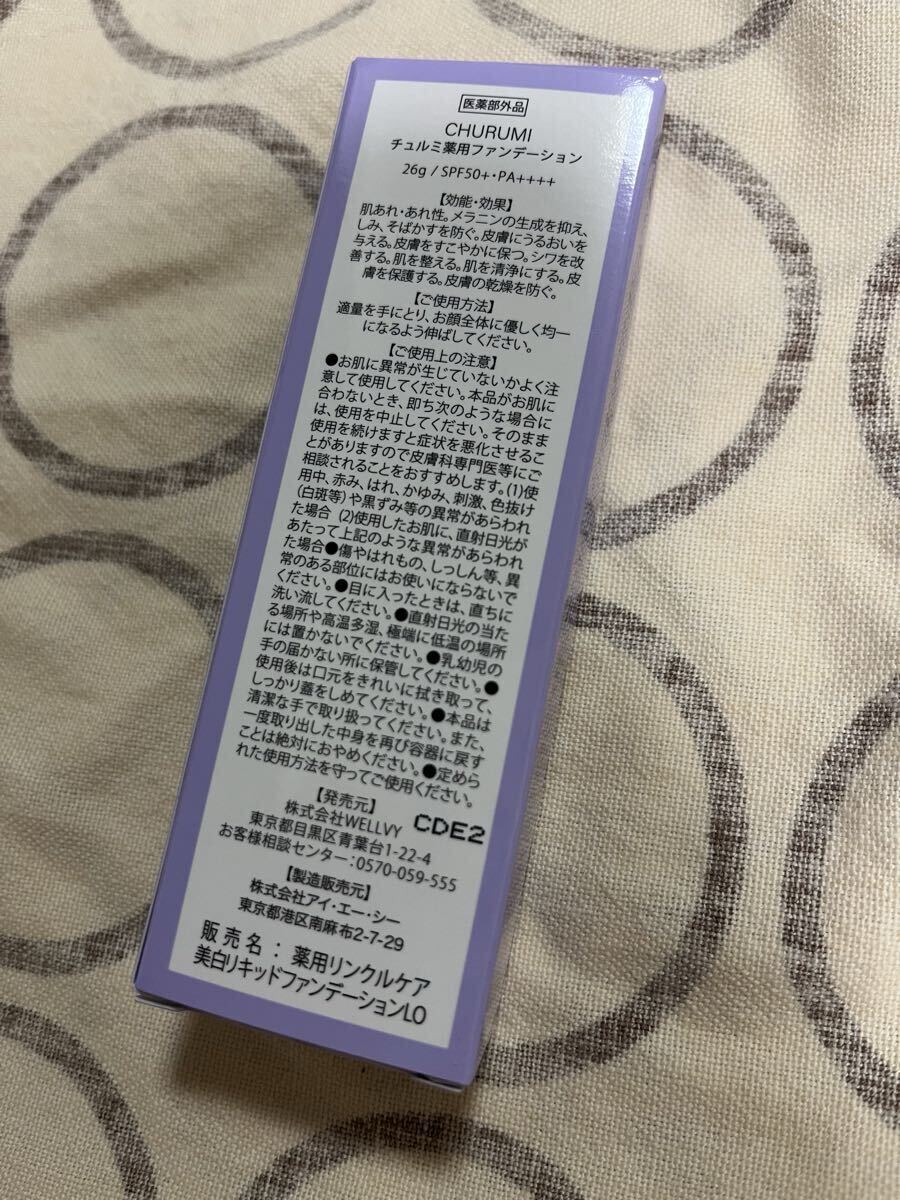 医薬部外品
CHURUMI
チュルミ薬用ファンデーション
26g / SPF50+・PA++++
【効能・効果】
肌あれ・あれ性。メラニンの生成を抑え、
しみ、そばかすを防ぐ。皮膚にうるおいを
与える。皮膚をすこやかに保つ。シワを改
善する。肌を整える。肌を清浄にする。皮
膚を保護する。皮膚の乾燥を防ぐ。
【ご使用方法】
適量を手にとり、お顔全体に優しく均一
になるよう伸ばしてください。
【ご使用上の注意】
●お肌に異常が生じていないかよく注
意して使用してください。本品がお肌に
合わないとき、即ち次のような場合に
は、使用を中止してください。そのまま
使用を続けますと症状を悪化させるこ
とがありますので皮膚科専門医等にご
相談されることをおすすめします。(1)使
用中、赤み、はれ、かゆみ、刺激、色抜け
(白斑等)や黒ずみ等の異常があらわれ
た場合 (2)使用したお肌に、直射日光が
あたって上記のような異常があらわれ
た場合●傷やはれもの、しっしん等、異
常のある部位にはお使いにならないで
ください。●目に入ったときは、直ちに
洗い流してください。●直射日光の当た
る場所や高温多湿、極端に低温の場所
には置かないでください。●乳幼児の
手の届かない所に保管してください。●
使用後は口元をきれいに拭き取って、
しっかり蓋をしめてください。●本品は
清潔な手で取り扱ってください。また、
一度取り出した中身を再び容器に戻す
ことは絶対におやめください。●定めら
れた使用方法を守ってご使用ください。
【発売元】
株式会社WELLVY CDE2
東京都目黒区青葉台1-22-4
お客様相談センター:0570-059-555
【製造販売元】
株式会社アイ・エー・シー
東京都港区南麻布2-7-29
販売名:薬用リンクルケア
美白リキッドファンデーションLO